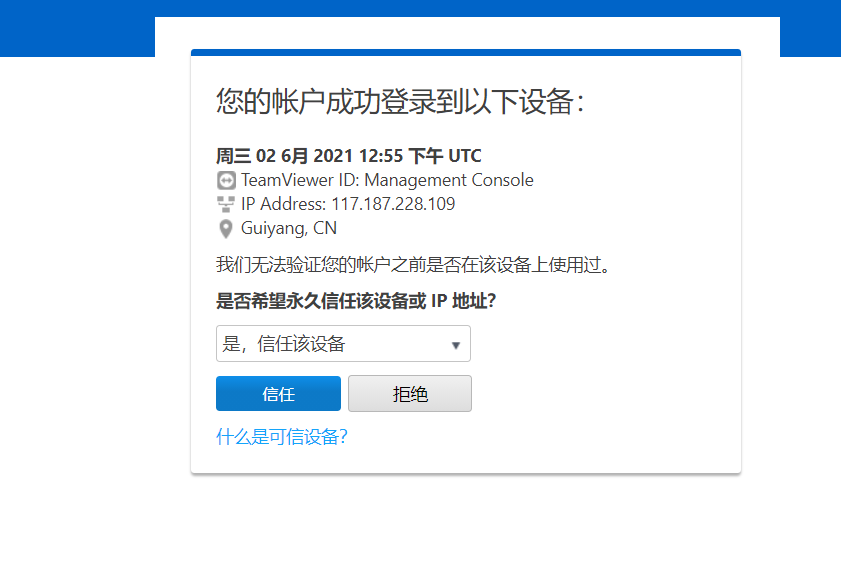 您的帐户成功登录到以下设备：
周三 02 6月 2021 12:55 下午 UTC
TeamViewer ID: Management Console
IP Address: 117.187.228.109
Guiyang, CN
我们无法验证您的帐户之前是否在该设备上使用过。
是否希望永久信任该设备或 IP 地址？
是，信任该设备
信任 拒绝
什么是可信设备？